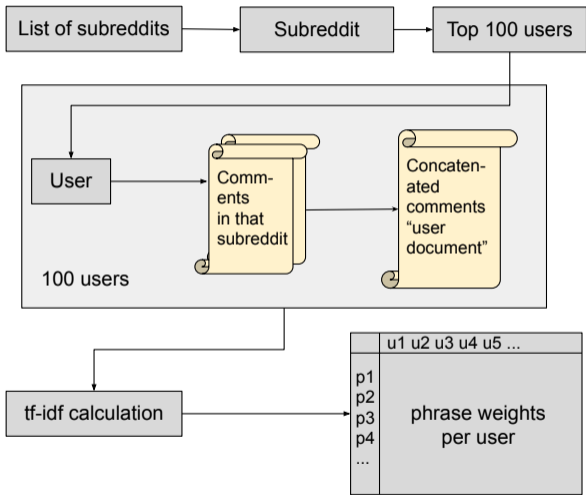 List of subreddits
Subreddit
Top 100 users
User
Comm-
ents
in that
subreddit
Concaten-
ated
comments
“user
document”
100 users
tf-idf calculation
u1 u2 u3 u4 u5 ...
p1
p2
p3
p4
...
phrase weights
per user